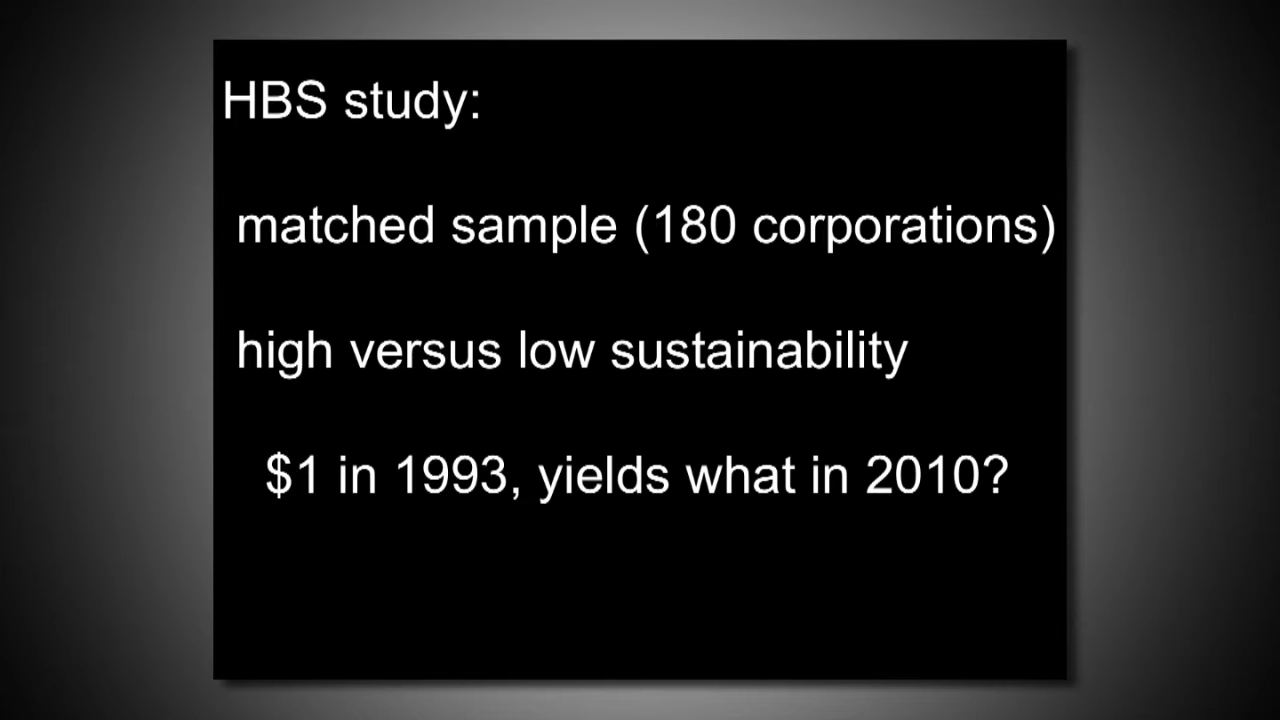 HBS study:
matched sample (180 corporations)
high versus low sustainability
$1 in 1993, yields what in 2010?